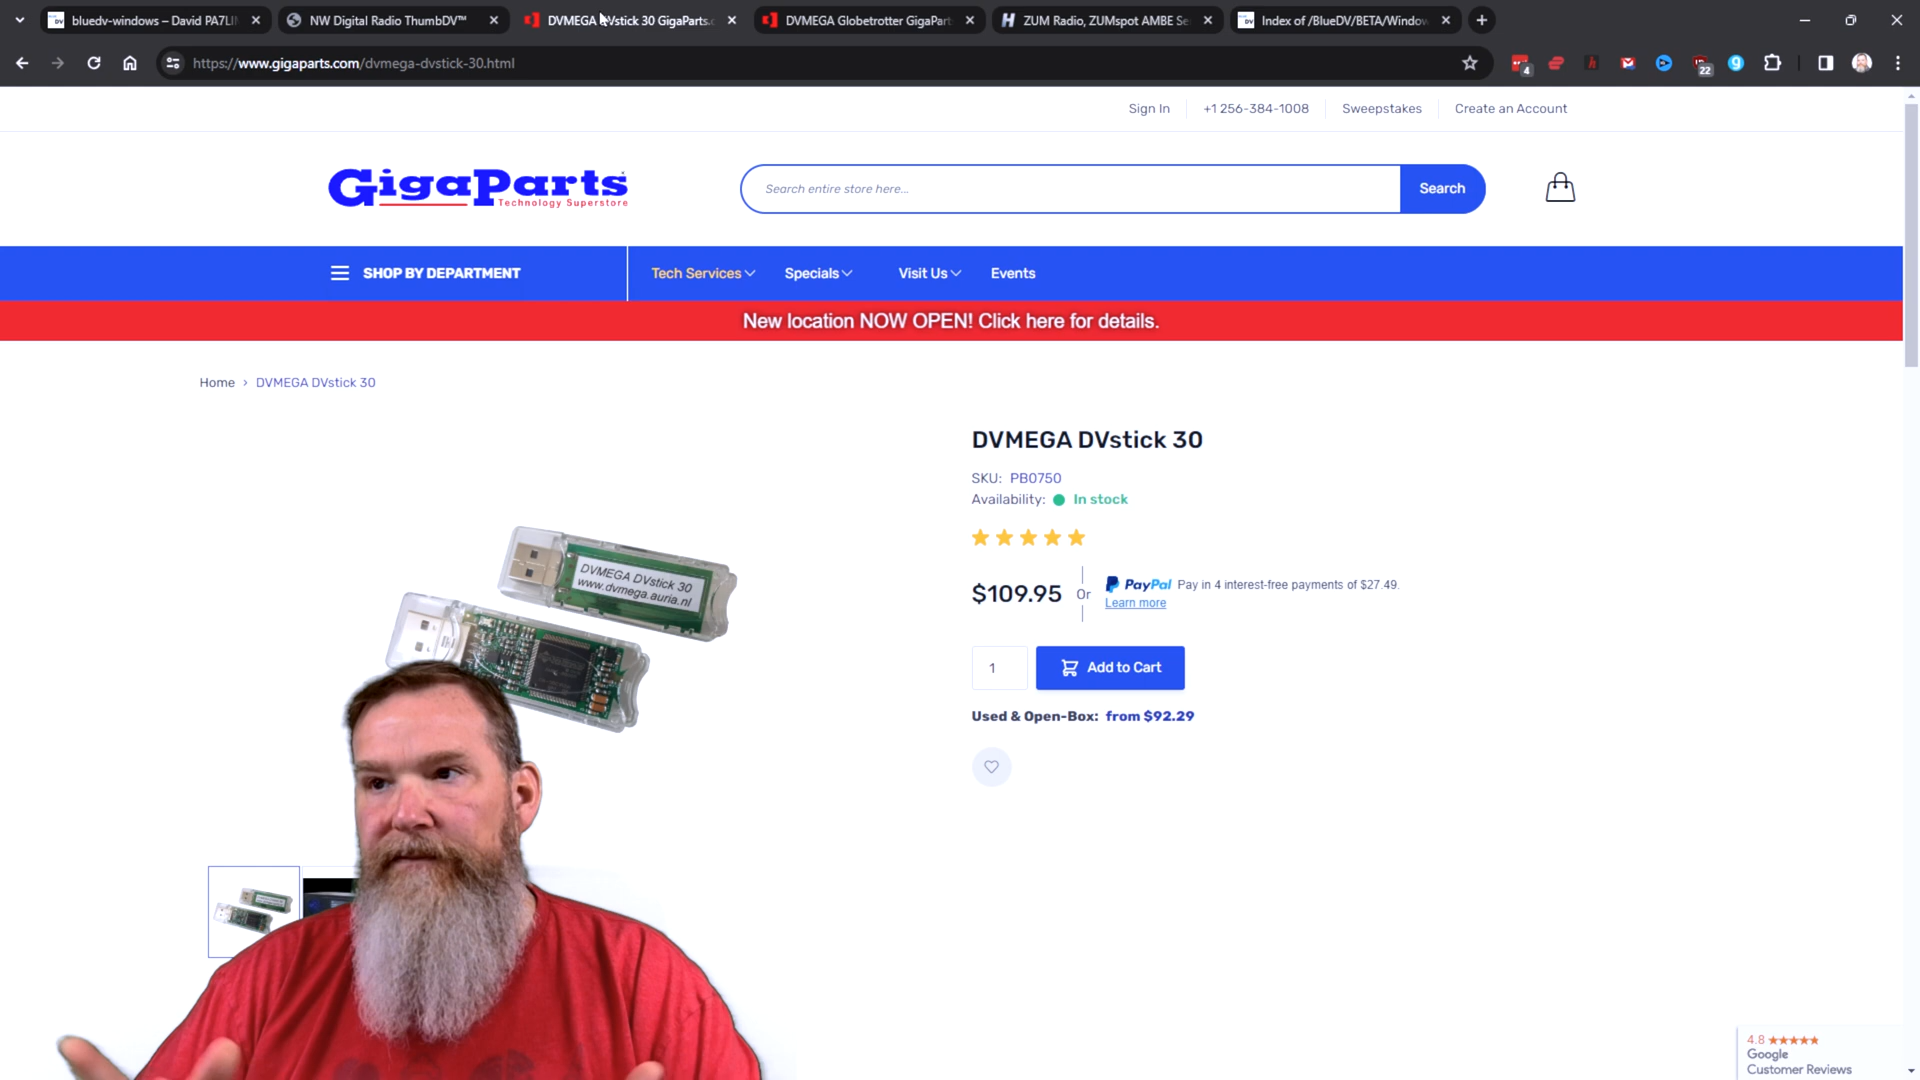 bluedv-windows – David PA7LI
NW Digital Radio ThumbDV™
DVMEGA DVstick 30 GigaParts.c
DVMEGA Globetrotter GigaPart
ZUM Radio, ZUMspot AMBE Se
Index of /BlueDV/BETA/Window
https://www.gigaparts.com/dvmega-dvstick-30.html
4
22
Sign In
+1 256-384-1008
Sweepstakes
Create an Account
GigaParts
Technology Superstore
Search entire store here...
Search
SHOP BY DEPARTMENT
Tech Services
Specials
Visit Us
Events
New location NOW OPEN! Click here for details.
Home › DVMEGA DVstick 30
DVMEGA DVstick 30
SKU: PB0750
Availability: In stock
$109.95
Or
PayPal Pay in 4 interest-free payments of $27.49.
Learn more
1
Add to Cart
Used & Open-Box: from $92.29
DVMEGA DVstick 30
www.dvmega.auria.nl
4.8
Google
Customer Reviews